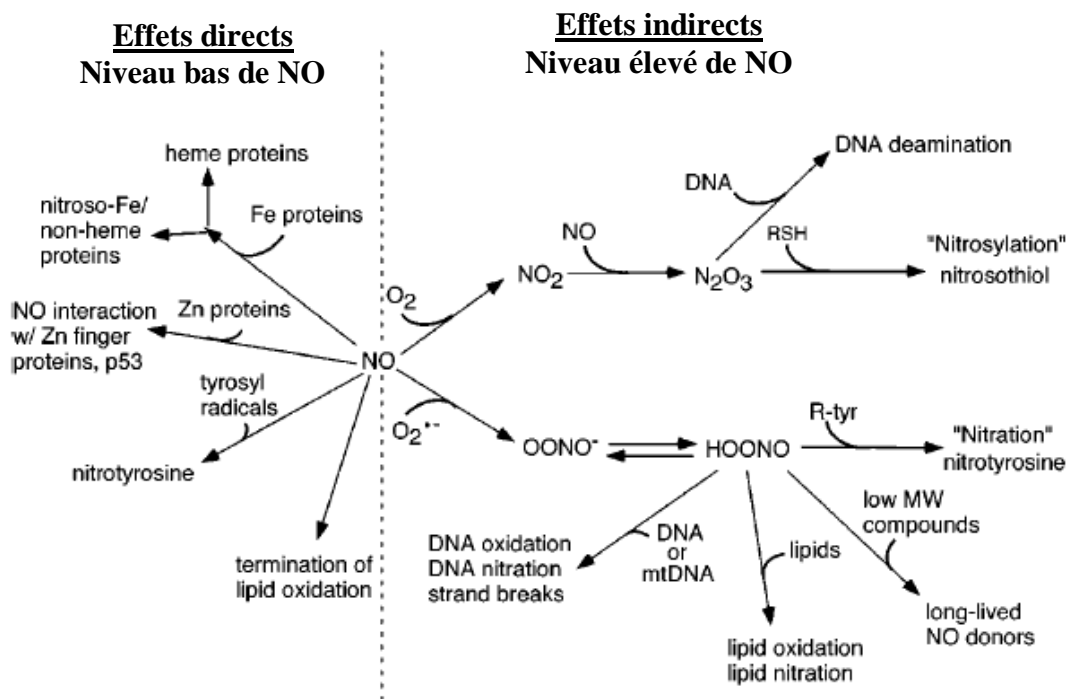 Effets directs
Niveau bas de NO
Effets indirects
Niveau élevé de NO
heme proteins
nitroso-Fe/
non-heme
proteins
Fe proteins
NO interaction
w/ Zn finger
proteins, p53
Zn proteins
tyrosyl
radicals
nitrotyrosine
termination of
lipid oxidation
NO
O2
NO2
NO
N2O3
DNA
DNA deamination
RSH
"Nitrosylation"
nitrosothiol
O2•-
OONO-
HOONO
R-tyr
"Nitration"
nitrotyrosine
DNA
or
mtDNA
DNA oxidation
DNA nitration
strand breaks
lipids
lipid oxidation
lipid nitration
low MW
compounds
long-lived
NO donors